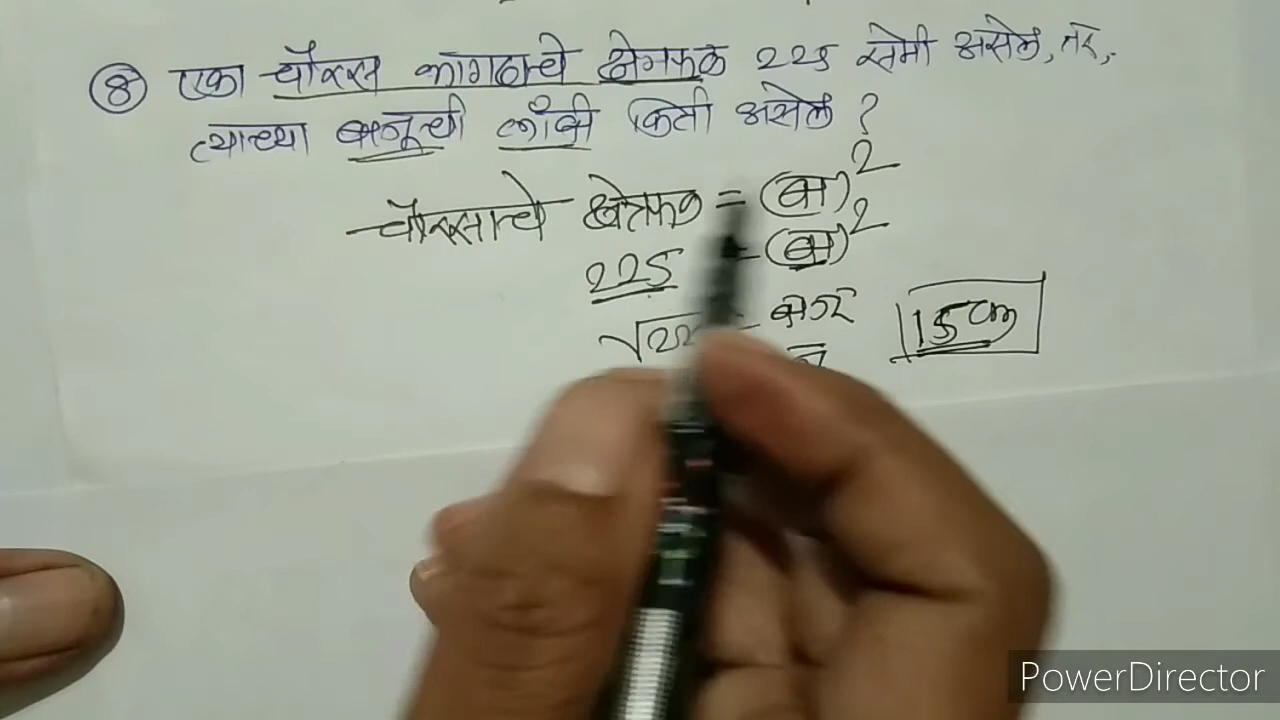 ④ एका चौरस कागदाचे क्षेत्रफळ 225 सेमी असेल, तर,
त्याच्या बाजूची लांबी किती असेल ?
चौरसाचे क्षेत्रफळ = (बा)²
225 = (बा)²
15 cm
PowerDirector